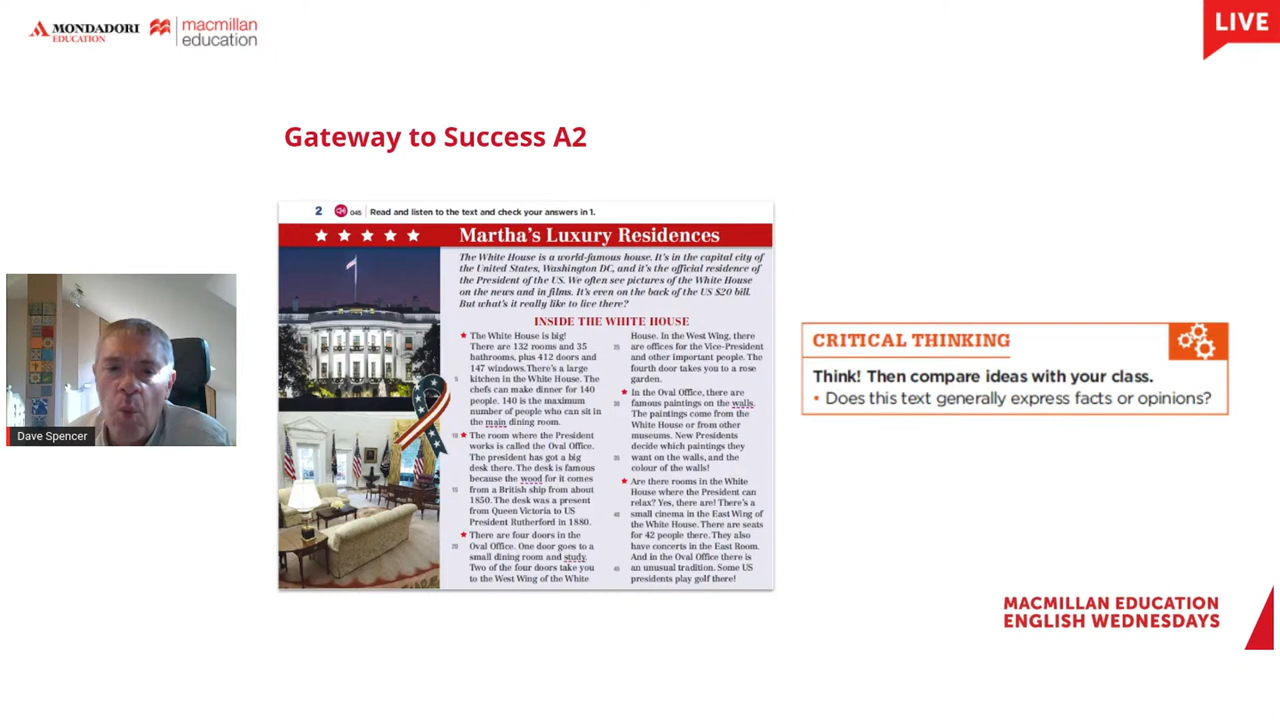 MONDADORI
EDUCATION
macmillan
education
LIVE
Gateway to Success A2
2 045 Read and listen to the text and check your answers in 1.
Martha's Luxury Residences
The White House is a world-famous house. It's in the capital city of
the United States, Washington DC, and it's the official residence of
the President of the US. We often see pictures of the White House
on the news and in films. It's even on the back of the US $20 bill.
But what's it really like to live there?
INSIDE THE WHITE HOUSE
The White House is big!
There are 132 rooms and 35
bathrooms, plus 412 doors and
147 windows.There's a large
5 kitchen in the White House. The
chefs can make dinner for 140
people. 140 is the maximum
number of people who can sit in
the main dining room.
10 The room where the President
works is called the Oval Office.
The president has got a big
desk there. The desk is famous
because the wood for it comes
15 from a British ship from about
1850. The desk was a present
from Queen Victoria to US
President Rutherford in 1880.
There are four doors in the
20 Oval Office. One door goes to a
small dining room and study.
Two of the four doors take you
to the West Wing of the White
House. In the West Wing, there
25 are offices for the Vice-President
and other important people. The
fourth door takes you to a rose
garden.
In the Oval Office, there are
30 famous paintings on the walls.
The paintings come from the
White House or from other
museums. New Presidents
decide which paintings they
35 want on the walls, and the
colour of the walls!
Are there rooms in the White
House where the President can
relax? Yes, there are! There's a
40 small cinema in the East Wing of
the White House. There are seats
for 42 people there. They also
have concerts in the East Room.
And in the Oval Office there is
45 an unusual tradition. Some US
presidents play golf there!
CRITICAL THINKING
Think! Then compare ideas with your class.
• Does this text generally express facts or opinions?
Dave Spencer
MACMILLAN EDUCATION
ENGLISH WEDNESDAYS